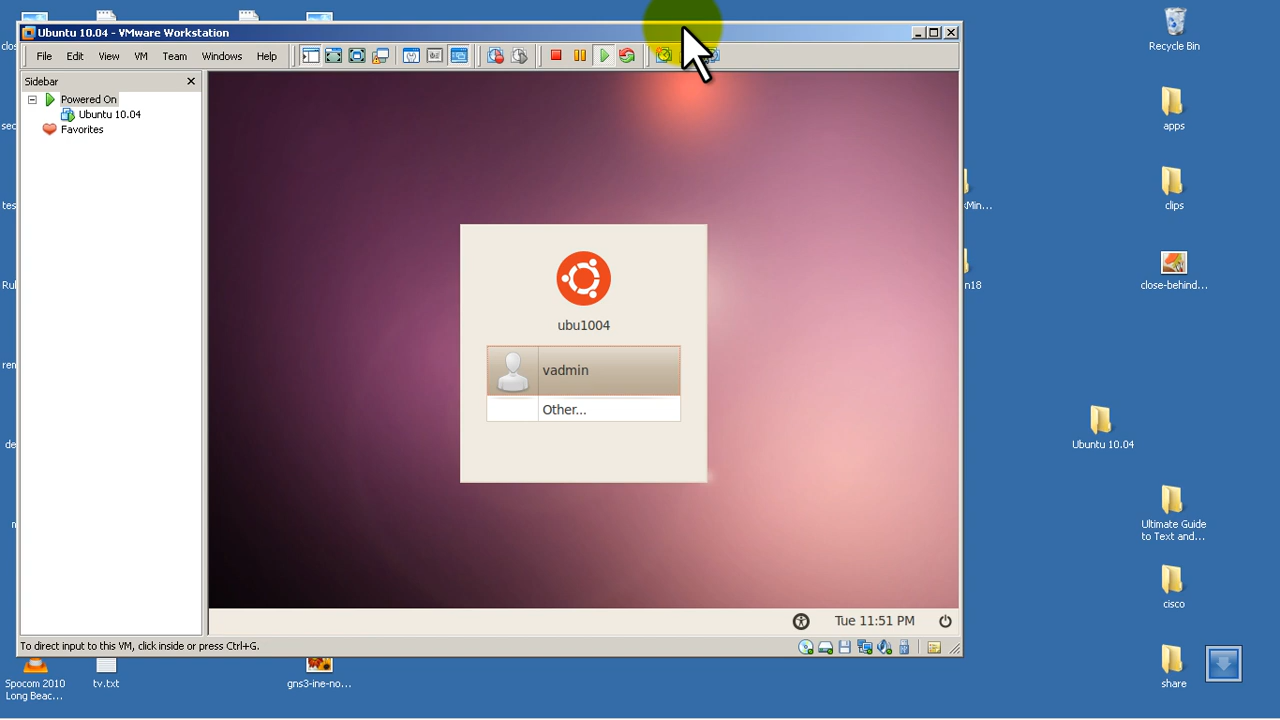 Ubuntu 10.04 - VMware Workstation
File Edit View VM Team Windows Help
Sidebar
Powered On
Ubuntu 10.04
Favorites
ubu1004
vadmin
Other...
Tue 11:51 PM
To direct input to this VM, click inside or press Ctrl+G.
Recycle Bin
apps
clips
close-behind...
Ubuntu 10.04
Ultimate Guide
to Text and...
cisco
share
Spocom 2010
Long Beac...
tv.txt
gns3-ine-no...